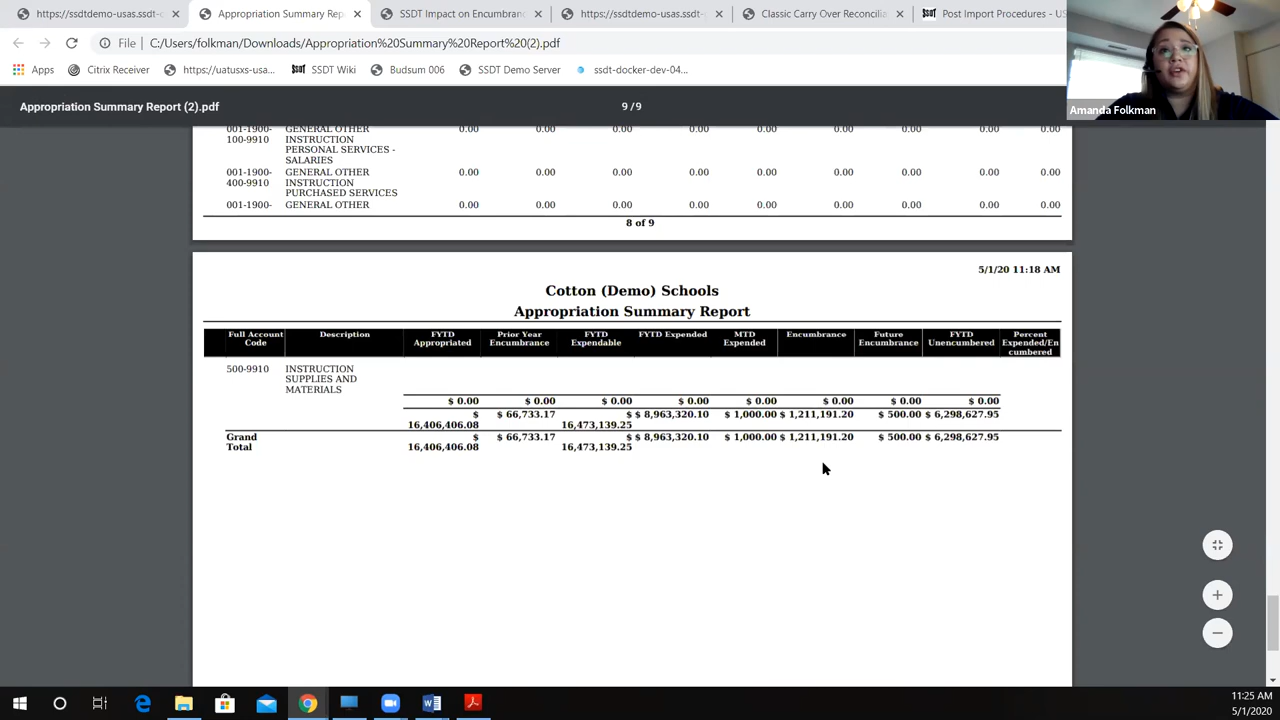 https://ssdtdemo-usas.ssdt-c
Appropriation Summary Rep
SSDT Impact on Encumbranc
https://ssdtdemo-usas.ssdt-
Classic Carry Over Reconcilia
Post Import Procedures - US
File
C:/Users/folkman/Downloads/Appropriation%20Summary%20Report%20(2).pdf
Apps
Citrix Receiver
https://uatusxs-usa...
SSDT Wiki
Budsum 006
SSDT Demo Server
ssdt-docker-dev-04...
Amanda Folkman
Appropriation Summary Report (2).pdf
9 / 9
001-1900- GENERAL OTHER 0.00 0.00 0.00 0.00 0.00 0.00 0.00 0.00 0.00
100-9910 INSTRUCTION
PERSONAL SERVICES -
SALARIES
001-1900- GENERAL OTHER 0.00 0.00 0.00 0.00 0.00 0.00 0.00 0.00 0.00
400-9910 INSTRUCTION
PURCHASED SERVICES
001-1900- GENERAL OTHER 0.00 0.00 0.00 0.00 0.00 0.00 0.00 0.00 0.00
8 of 9
5/1/20 11:18 AM
Cotton (Demo) Schools
Appropriation Summary Report
Full Account Description FYTD Prior Year FYTD FYTD Expended MTD Encumbrance Future FYTD Percent
Code Appropriated Encumbrance Expendable Expended Encumbrance Unencumbered Expended/En
cumbered
500-9910 INSTRUCTION
SUPPLIES AND
MATERIALS
$ 0.00 $ 0.00 $ 0.00 $ 0.00 $ 0.00 $ 0.00 $ 0.00 $ 0.00
$ $ 66,733.17 $ $ 8,963,320.10 $ 1,000.00 $ 1,211,191.20 $ 500.00 $ 6,298,627.95
16,406,406.08 16,473,139.25
Grand $ $ 66,733.17 $ $ 8,963,320.10 $ 1,000.00 $ 1,211,191.20 $ 500.00 $ 6,298,627.95
Total 16,406,406.08 16,473,139.25
11:25 AM
5/1/2020